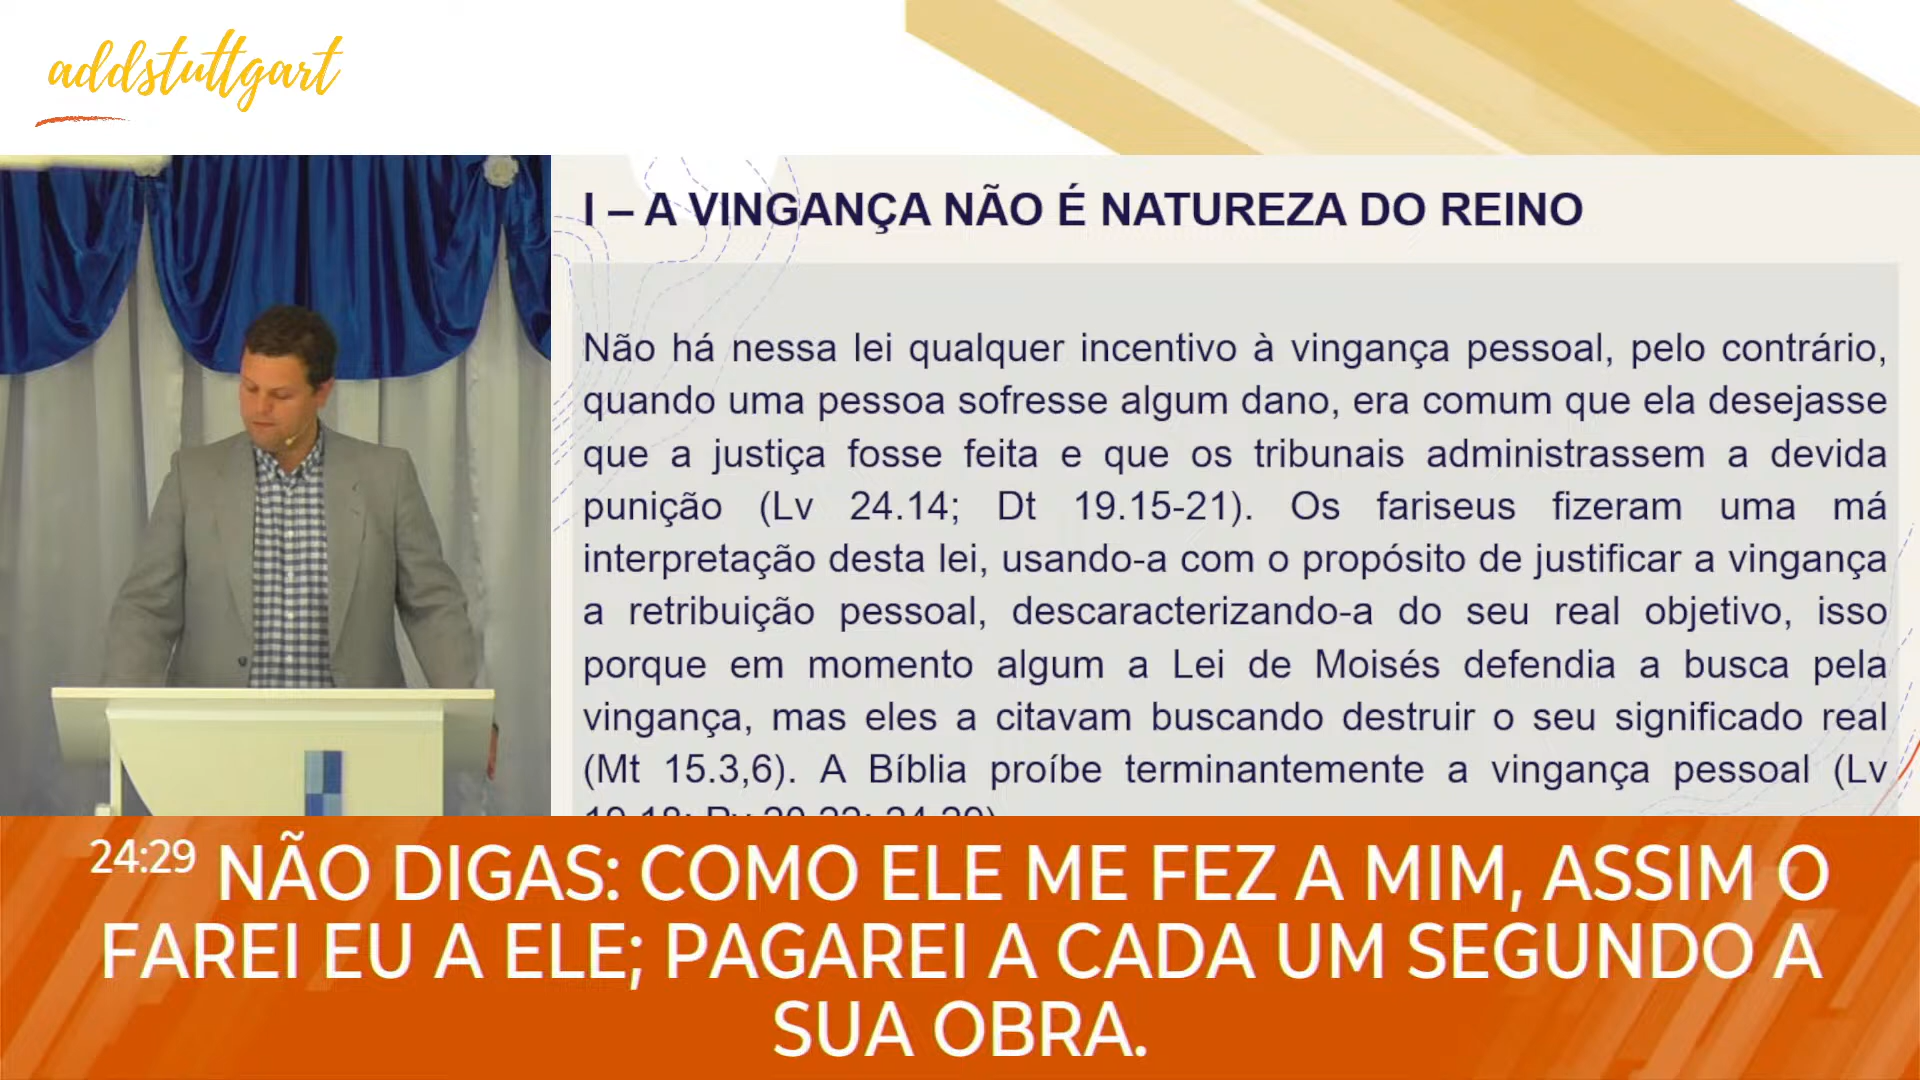 addstuttgart
I – A VINGANÇA NÃO É NATUREZA DO REINO
Não há nessa lei qualquer incentivo à vingança pessoal, pelo contrário,
quando uma pessoa sofresse algum dano, era comum que ela desejasse
que a justiça fosse feita e que os tribunais administrassem a devida
punição (Lv 24.14; Dt 19.15-21). Os fariseus fizeram uma má
interpretação desta lei, usando-a com o propósito de justificar a vingança
a retribuição pessoal, descaracterizando-a do seu real objetivo, isso
porque em momento algum a Lei de Moisés defendia a busca pela
vingança, mas eles a citavam buscando destruir o seu significado real
(Mt 15.3,6). A Bíblia proíbe terminantemente a vingança pessoal (Lv
24:29 NÃO DIGAS: COMO ELE ME FEZ A MIM, ASSIM O
FAREI EU A ELE; PAGAREI A CADA UM SEGUNDO A
SUA OBRA.